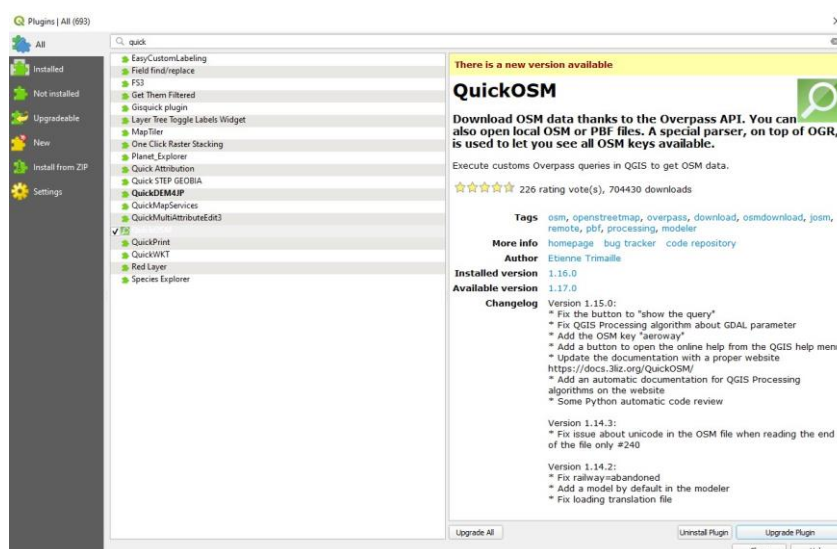 Plugins | All (693)
All
Installed
Not installed
Upgradeable
New
Install from ZIP
Settings
quick
EasyCustomLabeling
Field find/replace
FS3
Get Them Filtered
Gisquick plugin
Layer Tree Toggle Labels Widget
MapTiler
One Click Raster Stacking
Planet_Explorer
Quick Attribution
Quick STEP GEOBIA
QuickDEM4JP
QuickMapServices
QuickMultiAttributeEdit3
QuickOSM
QuickPrint
QuickWKT
Red Layer
Species Explorer
There is a new version available
QuickOSM
Download OSM data thanks to the Overpass API. You can
also open local OSM or PBF files. A special parser, on top of OGR,
is used to let you see all OSM keys available.
Execute customs Overpass queries in QGIS to get OSM data.
226 rating vote(s), 704430 downloads
Tags osm, openstreetmap, overpass, download, osmdownload, josm,
remote, pbf, processing, modeler
More info homepage bug tracker code repository
Author Etienne Trimaille
Installed version 1.16.0
Available version 1.17.0
Changelog Version 1.15.0:
* Fix the button to "show the query"
* Fix QGIS Processing algorithm about GDAL parameter
* Add the OSM key "aeroway"
* Add a button to open the online help from the QGIS help men
* Update the documentation with a proper website
https://docs.3liz.org/QuickOSM/
* Add an automatic documentation for QGIS Processing
algorithms on the website
* Some Python automatic code review
Version 1.14.3:
* Fix issue about unicode in the OSM file when reading the end
of the file only #240
Version 1.14.2:
* Fix railway=abandoned
* Add a model by default in the modeler
* Fix loading translation file
Upgrade All
Uninstall Plugin
Upgrade Plugin